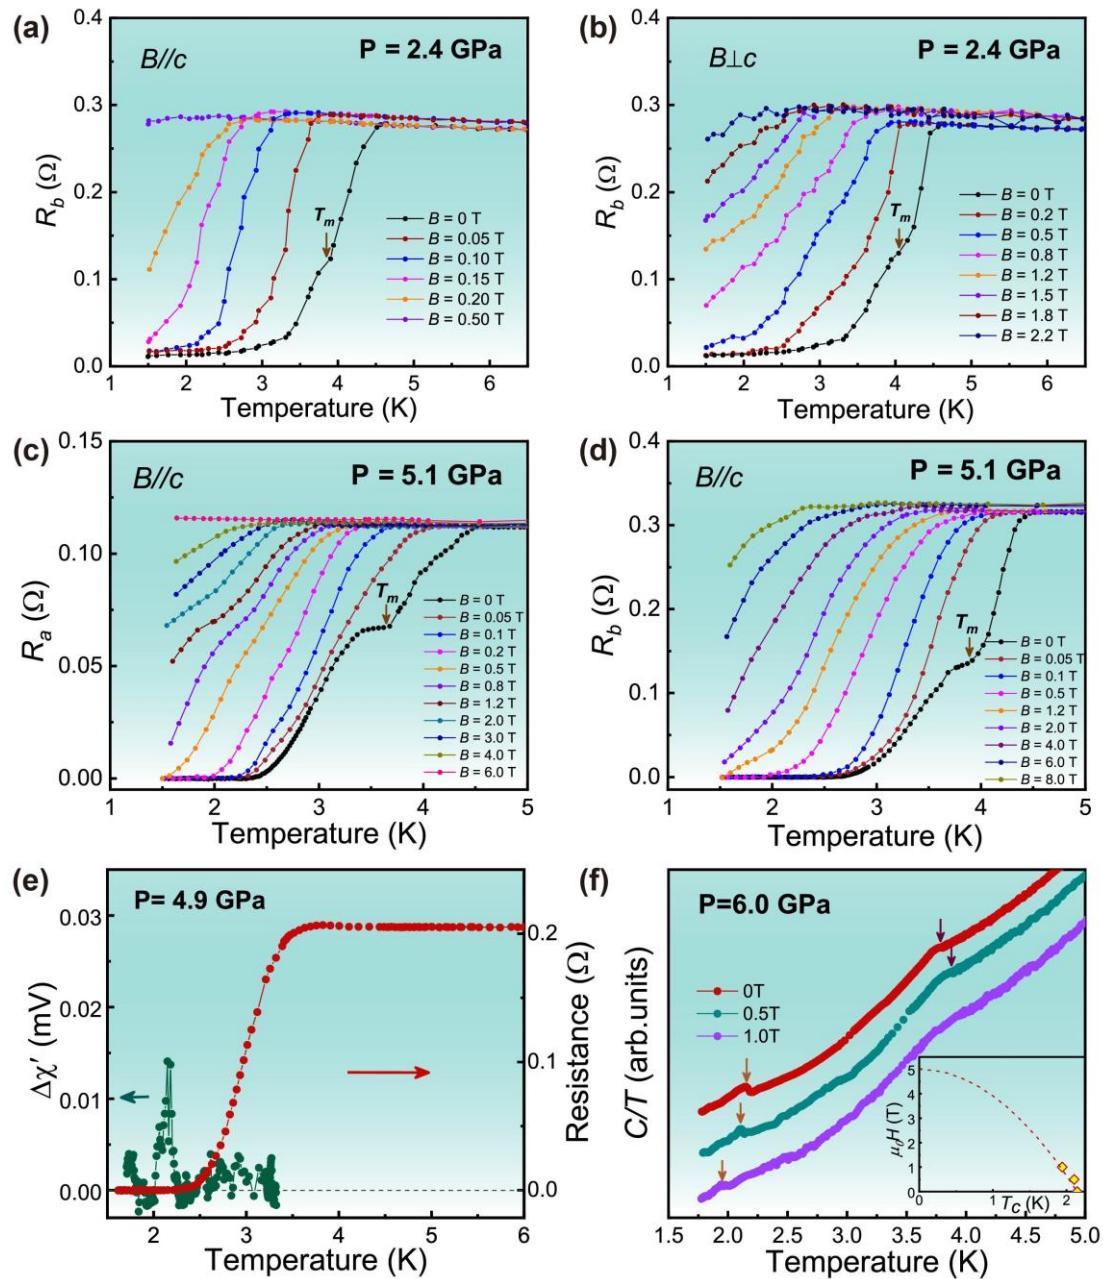 (a)
B//c
P = 2.4 GPa
0.4
0.3
0.2
0.1
0.0
R_b (Ω)
T_m
B = 0 T
B = 0.05 T
B = 0.10 T
B = 0.15 T
B = 0.20 T
B = 0.50 T
1 2 3 4 5 6
Temperature (K)
(b)
B⊥c
P = 2.4 GPa
0.4
0.3
0.2
0.1
0.0
R_b (Ω)
T_m
B = 0 T
B = 0.2 T
B = 0.5 T
B = 0.8 T
B = 1.2 T
B = 1.5 T
B = 1.8 T
B = 2.2 T
1 2 3 4 5 6
Temperature (K)
(c)
B//c
P = 5.1 GPa
0.15
0.10
0.05
0.00
R_a (Ω)
T_m
B = 0 T
B = 0.05 T
B = 0.1 T
B = 0.2 T
B = 0.5 T
B = 0.8 T
B = 1.2 T
B = 2.0 T
B = 3.0 T
B = 4.0 T
B = 6.0 T
1 2 3 4 5
Temperature (K)
(d)
B//c
P = 5.1 GPa
0.4
0.3
0.2
0.1
0.0
R_b (Ω)
T_m
B = 0 T
B = 0.05 T
B = 0.1 T
B = 0.5 T
B = 1.2 T
B = 2.0 T
B = 4.0 T
B = 6.0 T
B = 8.0 T
1 2 3 4 5
Temperature (K)
(e)
P= 4.9 GPa
0.03
0.02
0.01
0.00
Δχ′ (mV)
0.2
0.1
0.0
Resistance (Ω)
2 3 4 5 6
Temperature (K)
(f)
P=6.0 GPa
C/T (arb.units)
0T
0.5T
1.0T
5
4
3
2
1
0
μ₀H (T)
0 1 T_C (K) 2
1.5 2.0 2.5 3.0 3.5 4.0 4.5 5.0
Temperature (K)